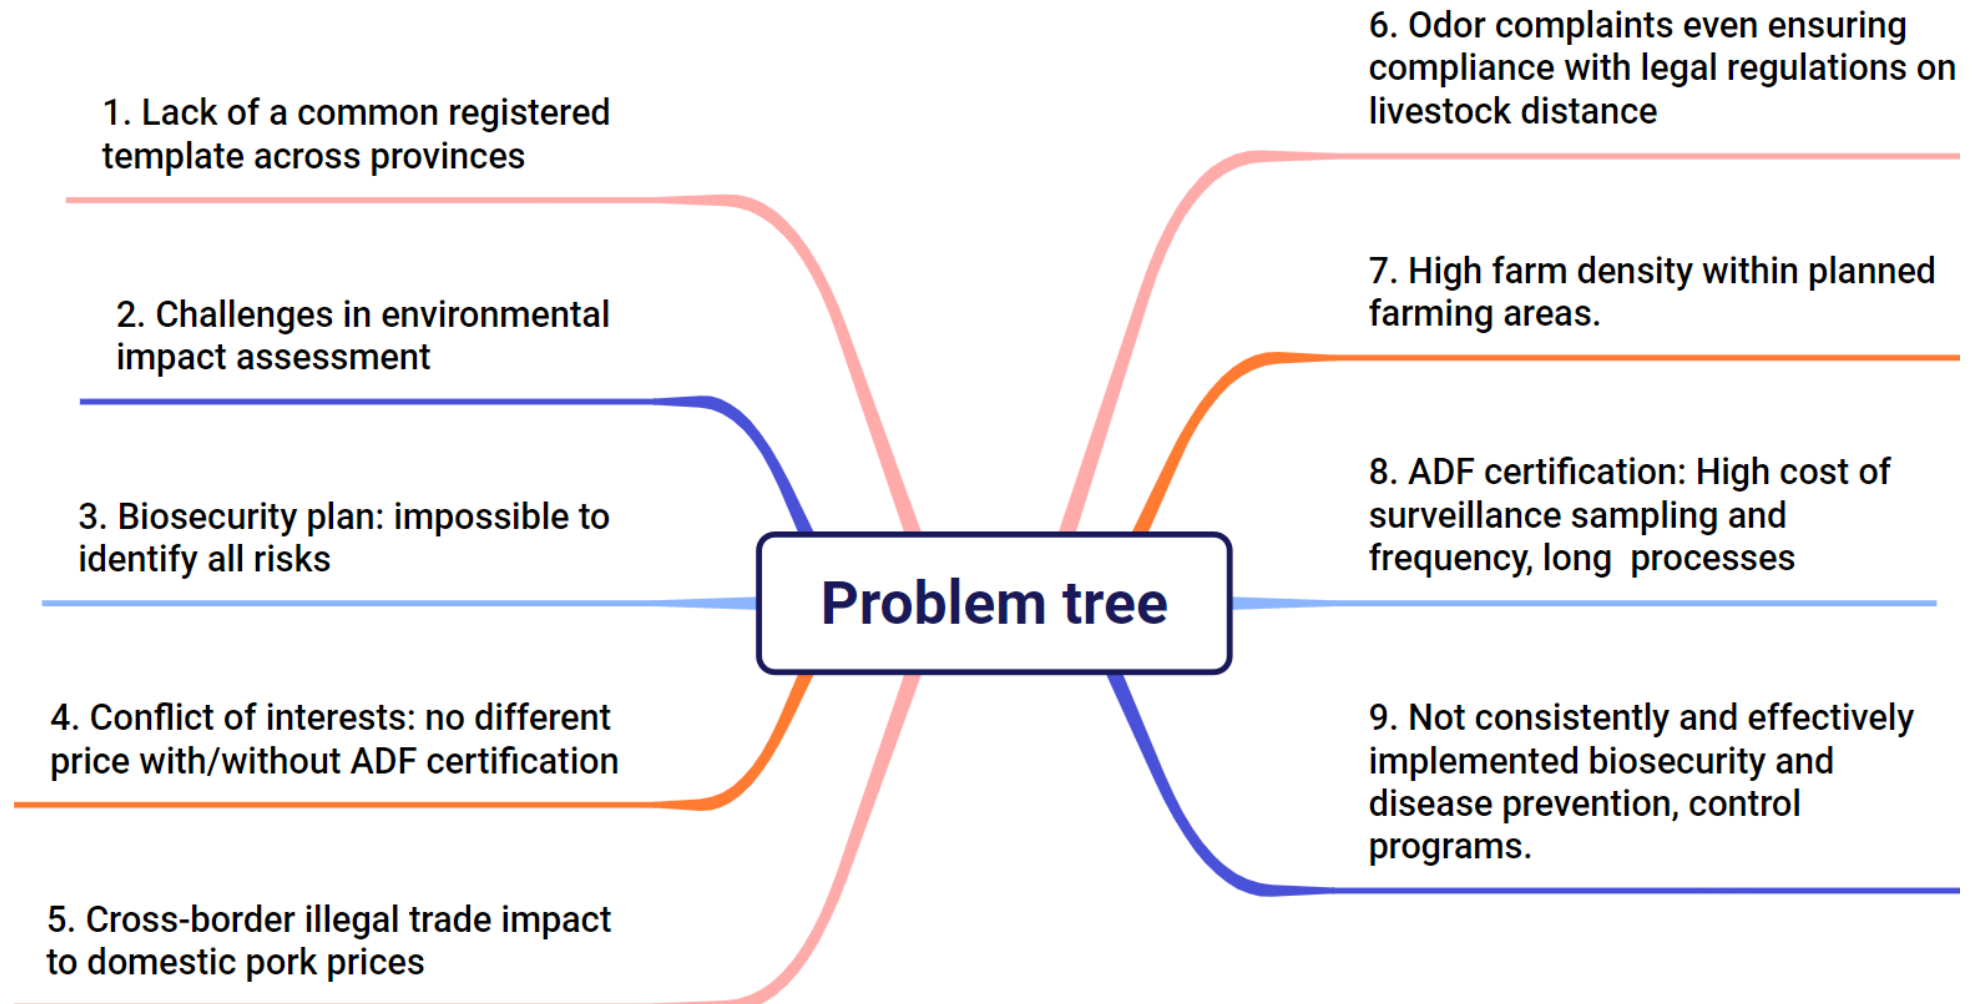 1. Lack of a common registered
template across provinces
2. Challenges in environmental
impact assessment
3. Biosecurity plan: impossible to
identify all risks
4. Conflict of interests: no different
price with/without ADF certification
5. Cross-border illegal trade impact
to domestic pork prices
Problem tree
6. Odor complaints even ensuring
compliance with legal regulations on
livestock distance
7. High farm density within planned
farming areas.
8. ADF certification: High cost of
surveillance sampling and
frequency, long  processes
9. Not consistently and effectively
implemented biosecurity and
disease prevention, control
programs.